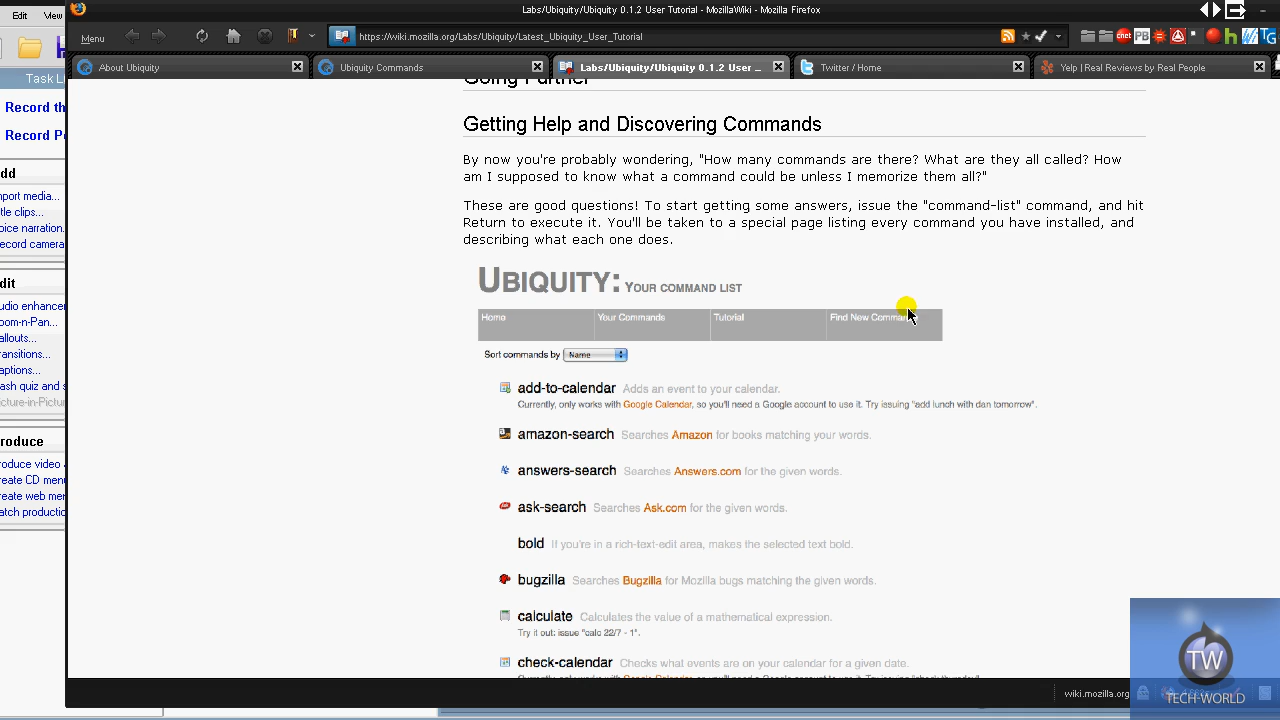 Labs/Ubiquity/Ubiquity 0.1.2 User Tutorial - MozillaWiki - Mozilla Firefox
Edit View
Menu
https://wiki.mozilla.org/Labs/Ubiquity/Latest_Ubiquity_User_Tutorial
cnet PB TG
Task Li
About Ubiquity
Ubiquity Commands
Labs/Ubiquity/Ubiquity 0.1.2 User ...
Twitter / Home
Yelp | Real Reviews by Real People
Going Further
Record th
Record Po
Getting Help and Discovering Commands
By now you're probably wondering, "How many commands are there? What are they all called? How
am I supposed to know what a command could be unless I memorize them all?"
These are good questions! To start getting some answers, issue the "command-list" command, and hit
Return to execute it. You'll be taken to a special page listing every command you have installed, and
describing what each one does.
dd
mport media...
itle clips...
oice narration..
ecord camera
UBIQUITY: YOUR COMMAND LIST
Home
Your Commands
Tutorial
Find New Commands
Sort commands by Name
dit
udio enhancer
oom-n-Pan...
allouts...
ransitions...
aptions...
ash quiz and s
icture-in-Pictur
add-to-calendar Adds an event to your calendar.
Currently, only works with Google Calendar, so you'll need a Google account to use it. Try issuing "add lunch with dan tomorrow".
amazon-search Searches Amazon for books matching your words.
answers-search Searches Answers.com for the given words.
ask-search Searches Ask.com for the given words.
bold If you're in a rich-text-edit area, makes the selected text bold.
bugzilla Searches Bugzilla for Mozilla bugs matching the given words.
calculate Calculates the value of a mathematical expression.
Try it out: issue "calc 22/7 - 1".
check-calendar Checks what events are on your calendar for a given date.
roduce
roduce video a
reate CD menu
reate web men
atch productio
wiki.mozilla.org
TW
TECH-WORLD